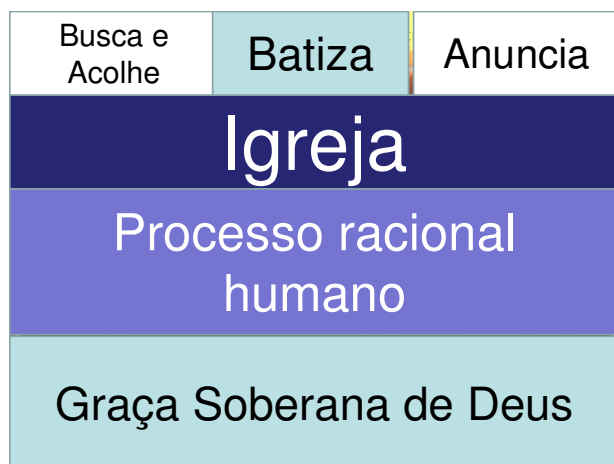 Busca e
Acolhe
Batiza
Anuncia
Igreja
Processo racional
humano
Graça Soberana de Deus